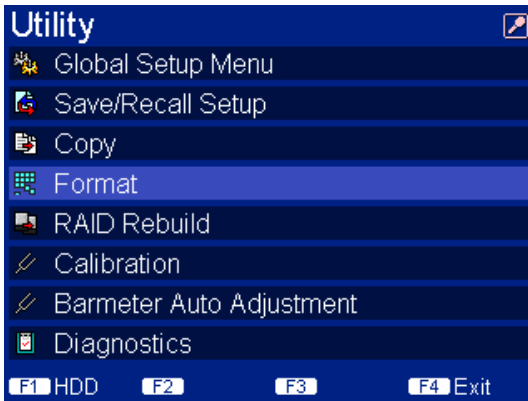 Utility
Global Setup Menu
Save/Recall Setup
Copy
Format
RAID Rebuild
Calibration
Barmeter Auto Adjustment
Diagnostics
F1 HDD F2 F3 F4 Exit